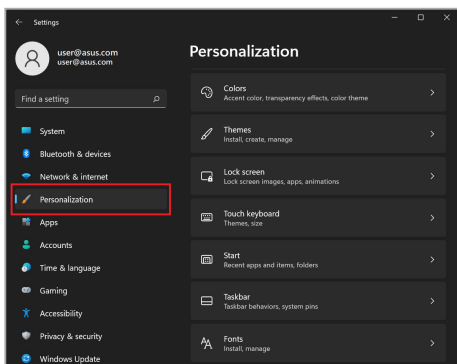 Settings
user@asus.com
user@asus.com
Find a setting
System
Bluetooth & devices
Network & internet
Personalization
Apps
Accounts
Time & language
Gaming
Accessibility
Privacy & security
Windows Update
Personalization
Colors
Accent color, transparency effects, color theme
Themes
Install, create, manage
Lock screen
Lock screen images, apps, animations
Touch keyboard
Themes, size
Start
Recent apps and items, folders
Taskbar
Taskbar behaviors, system pins
Fonts
Install, manage